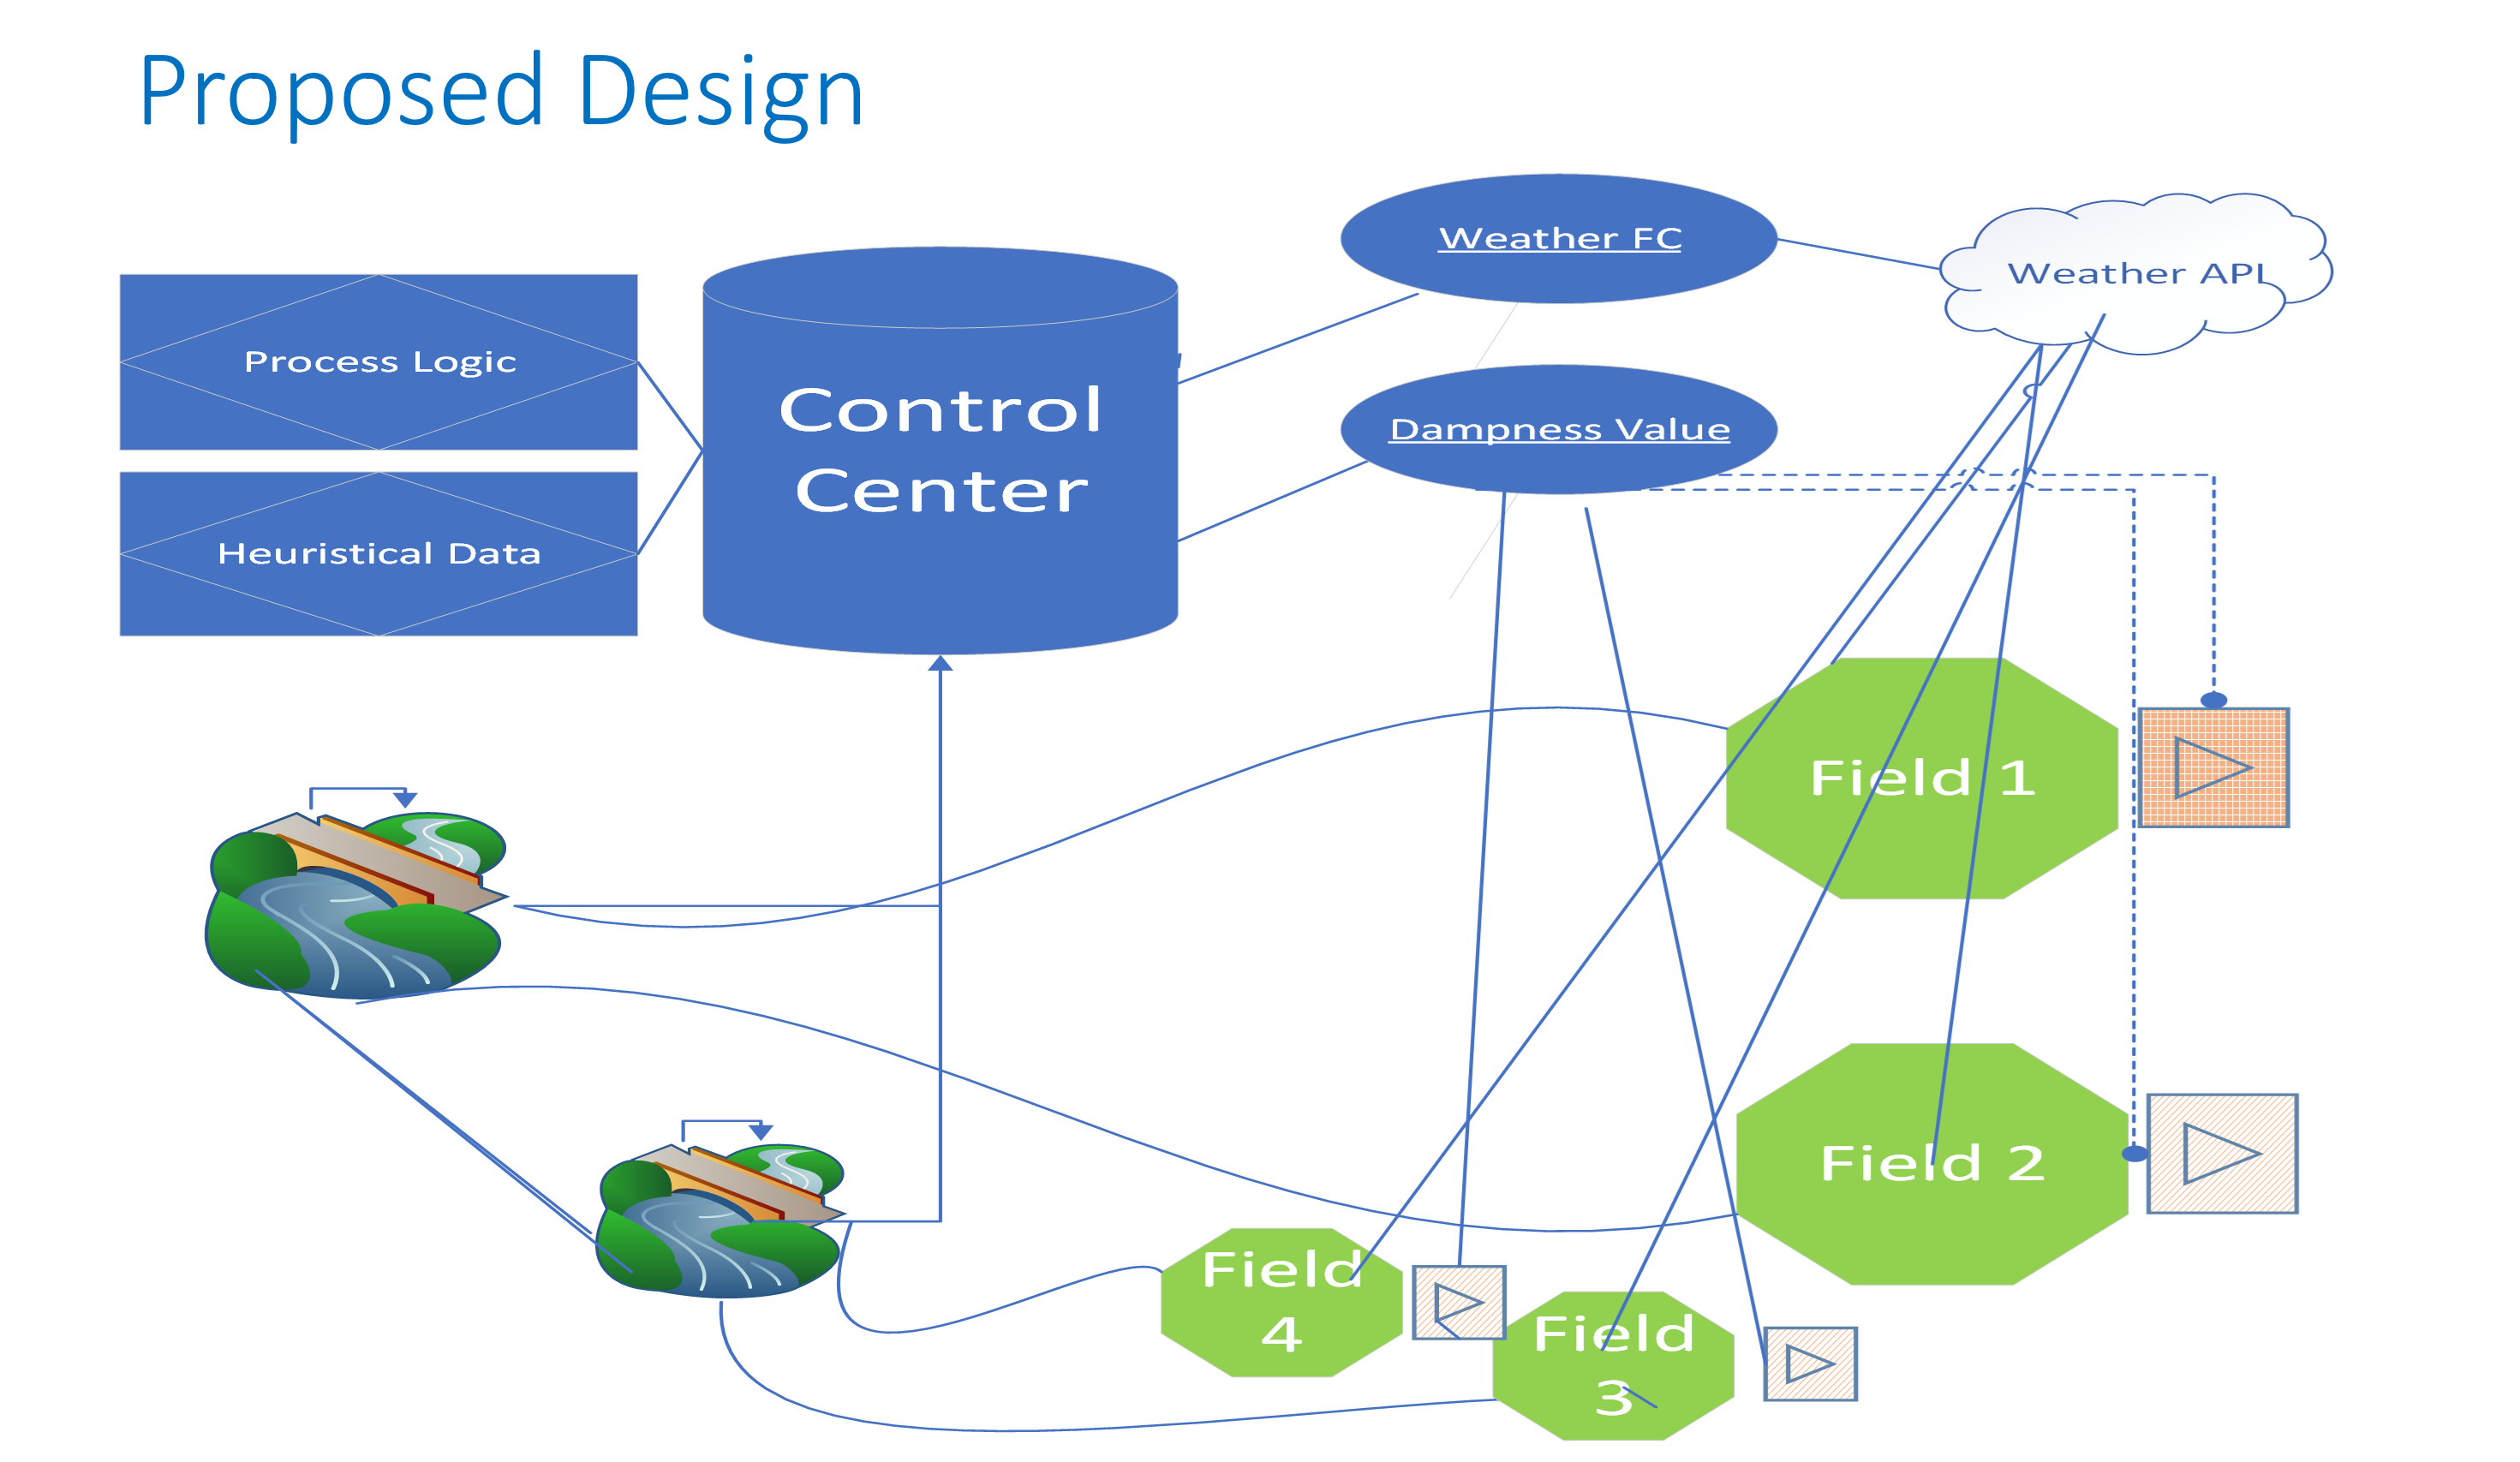 Proposed Design
Weather FC
Weather API
Process Logic
Control
Center
Dampness Value
Heuristical Data
Field 1
Field 2
Field
4
Field
3